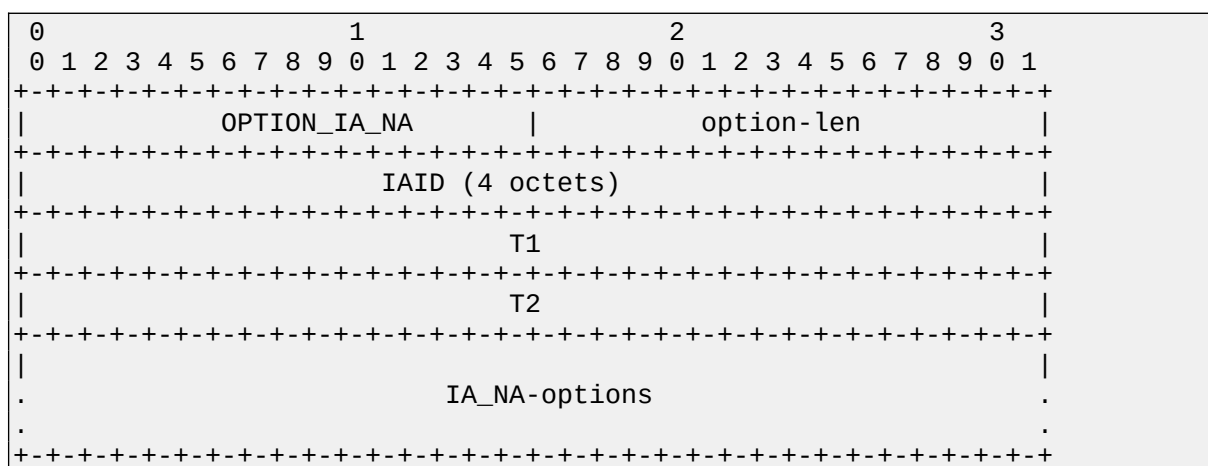 0                   1                   2                   3
 0 1 2 3 4 5 6 7 8 9 0 1 2 3 4 5 6 7 8 9 0 1 2 3 4 5 6 7 8 9 0 1
+-+-+-+-+-+-+-+-+-+-+-+-+-+-+-+-+-+-+-+-+-+-+-+-+-+-+-+-+-+-+-+-+
|            OPTION_IA_NA       |          option-len           |
+-+-+-+-+-+-+-+-+-+-+-+-+-+-+-+-+-+-+-+-+-+-+-+-+-+-+-+-+-+-+-+-+
|                      IAID (4 octets)                          |
+-+-+-+-+-+-+-+-+-+-+-+-+-+-+-+-+-+-+-+-+-+-+-+-+-+-+-+-+-+-+-+-+
|                              T1                               |
+-+-+-+-+-+-+-+-+-+-+-+-+-+-+-+-+-+-+-+-+-+-+-+-+-+-+-+-+-+-+-+-+
|                              T2                               |
+-+-+-+-+-+-+-+-+-+-+-+-+-+-+-+-+-+-+-+-+-+-+-+-+-+-+-+-+-+-+-+-+
|                                                               |
.                          IA_NA-options                        .
.                                                               .
+-+-+-+-+-+-+-+-+-+-+-+-+-+-+-+-+-+-+-+-+-+-+-+-+-+-+-+-+-+-+-+-+